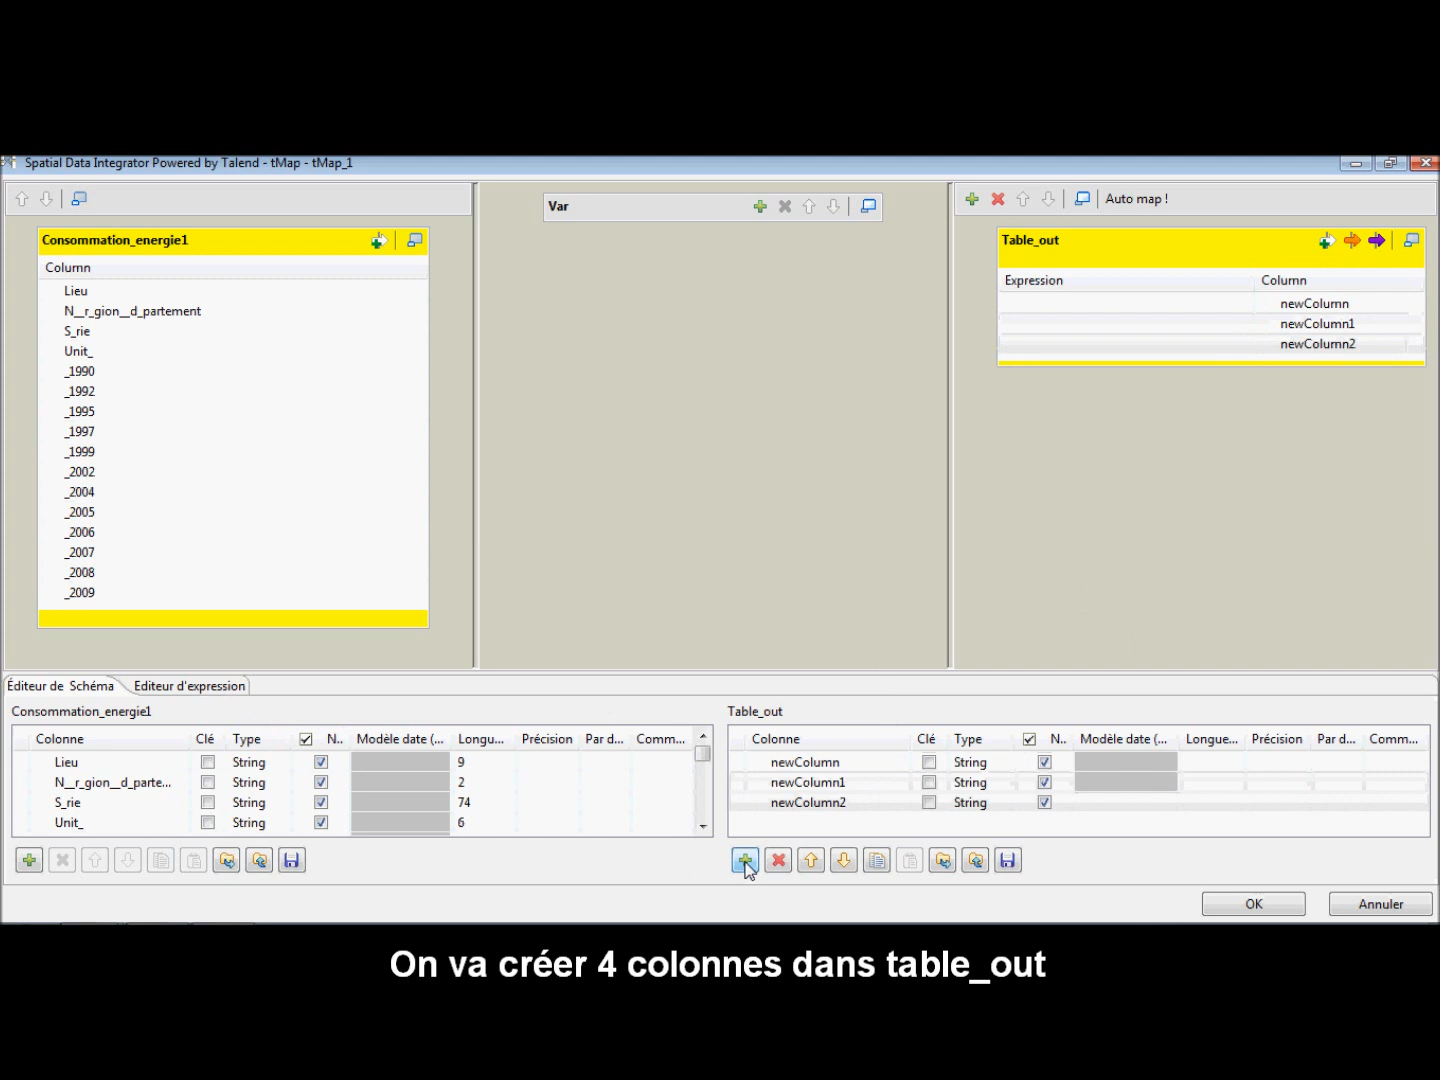 Spatial Data Integrator Powered by Talend - tMap - tMap_1
Auto map !
Var
Consommation_energie1
Column
Lieu
N__r_gion__d_partement
S_rie
Unit_
_1990
_1992
_1995
_1997
_1999
_2002
_2004
_2005
_2006
_2007
_2008
_2009
Table_out
Expression Column
newColumn
newColumn1
newColumn2
Éditeur de Schéma Editeur d'expression
Consommation_energie1
Colonne Clé Type N.. Modèle date (... Longu... Précision Par d... Comm...
Lieu String 9
N__r_gion__d_parte... String 2
S_rie String 74
Unit_ String 6
Table_out
Colonne Clé Type N.. Modèle date (... Longue... Précision Par d... Comm...
newColumn String
newColumn1 String
newColumn2 String
OK Annuler
On va créer 4 colonnes dans table_out